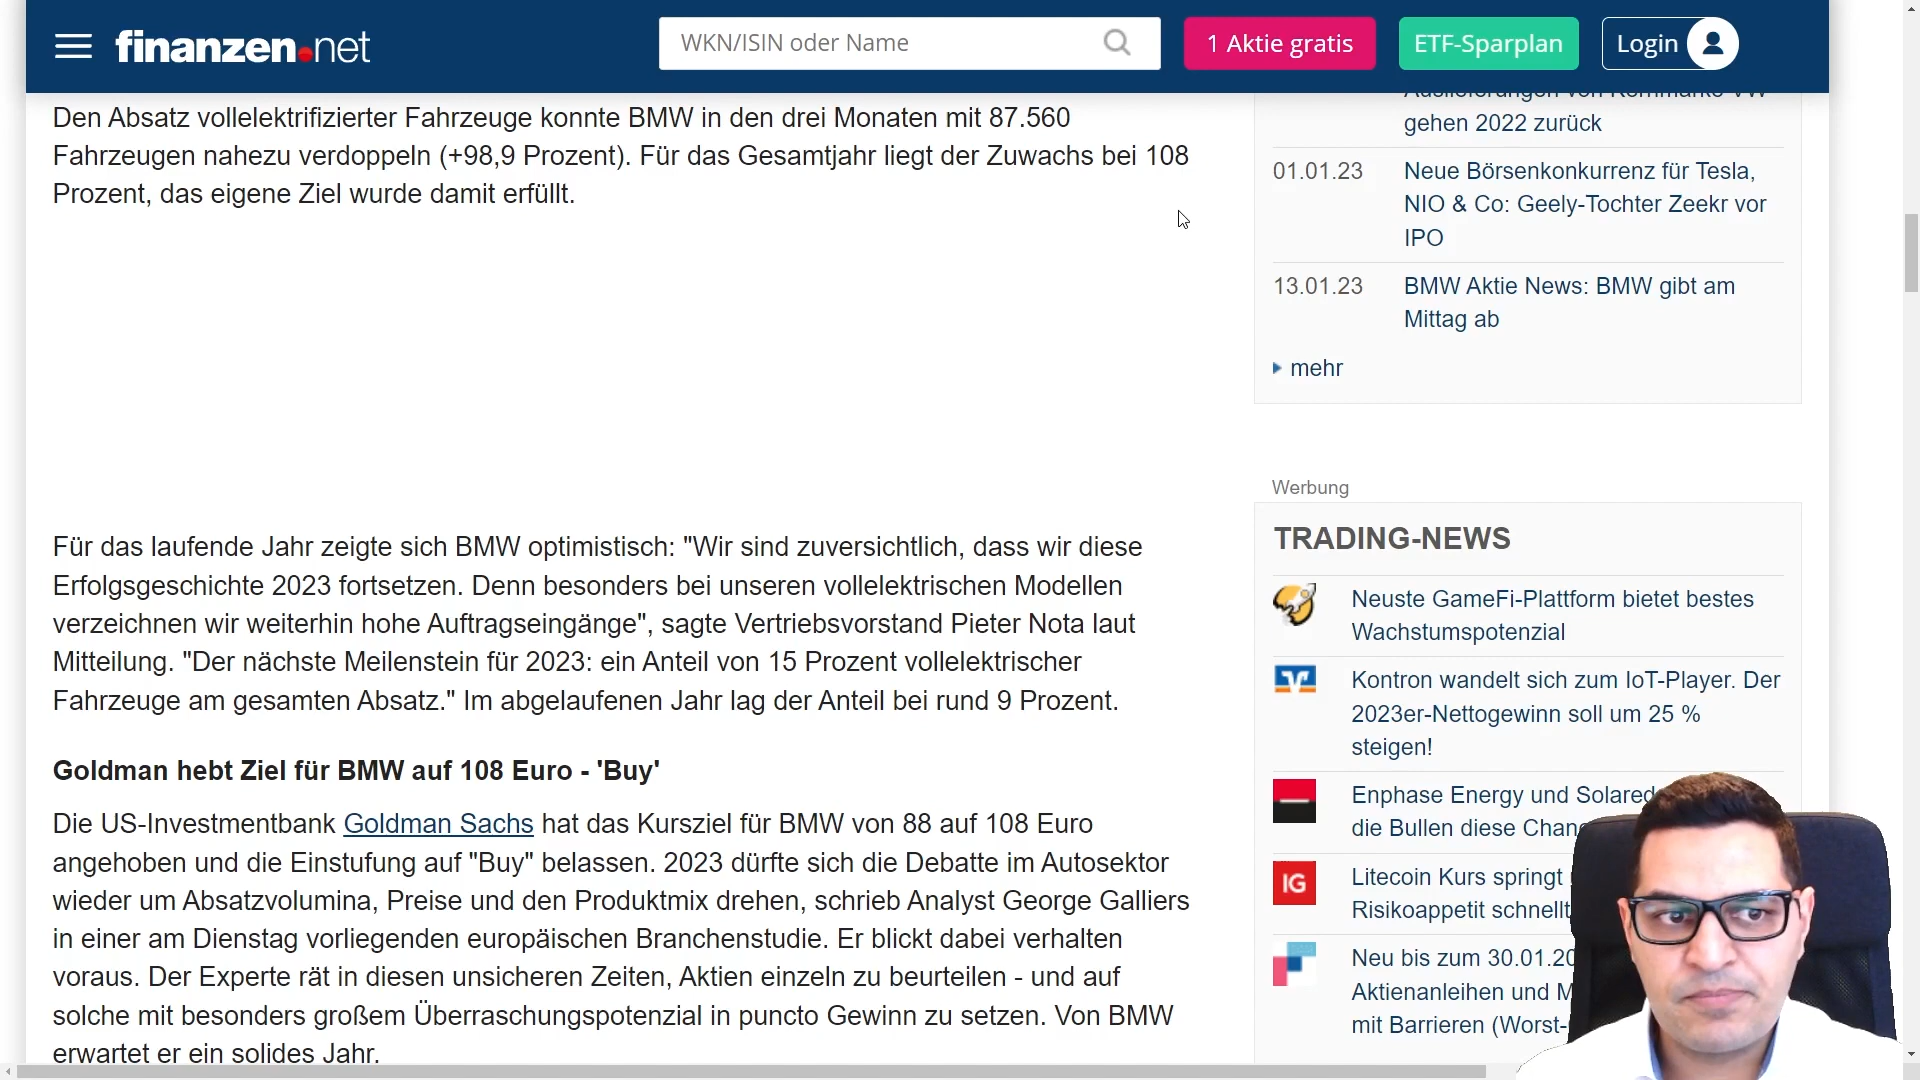 finanzen.net
WKN/ISIN oder Name
1 Aktie gratis
ETF-Sparplan
Login
Den Absatz vollelektrifizierter Fahrzeuge konnte BMW in den drei Monaten mit 87.560
Fahrzeugen nahezu verdoppeln (+98,9 Prozent). Für das Gesamtjahr liegt der Zuwachs bei 108
Prozent, das eigene Ziel wurde damit erfüllt.
Für das laufende Jahr zeigte sich BMW optimistisch: "Wir sind zuversichtlich, dass wir diese
Erfolgsgeschichte 2023 fortsetzen. Denn besonders bei unseren vollelektrischen Modellen
verzeichnen wir weiterhin hohe Auftragseingänge", sagte Vertriebsvorstand Pieter Nota laut
Mitteilung. "Der nächste Meilenstein für 2023: ein Anteil von 15 Prozent vollelektrischer
Fahrzeuge am gesamten Absatz." Im abgelaufenen Jahr lag der Anteil bei rund 9 Prozent.
Goldman hebt Ziel für BMW auf 108 Euro - 'Buy'
Die US-Investmentbank Goldman Sachs hat das Kursziel für BMW von 88 auf 108 Euro
angehoben und die Einstufung auf "Buy" belassen. 2023 dürfte sich die Debatte im Autosektor
wieder um Absatzvolumina, Preise und den Produktmix drehen, schrieb Analyst George Galliers
in einer am Dienstag vorliegenden europäischen Branchenstudie. Er blickt dabei verhalten
voraus. Der Experte rät in diesen unsicheren Zeiten, Aktien einzeln zu beurteilen - und auf
solche mit besonders großem Überraschungspotenzial in puncto Gewinn zu setzen. Von BMW
erwartet er ein solides Jahr.
gehen 2022 zurück
01.01.23
Neue Börsenkonkurrenz für Tesla,
NIO & Co: Geely-Tochter Zeekr vor
IPO
13.01.23
BMW Aktie News: BMW gibt am
Mittag ab
mehr
Werbung
TRADING-NEWS
Neuste GameFi-Plattform bietet bestes
Wachstumspotenzial
Kontron wandelt sich zum IoT-Player. Der
2023er-Nettogewinn soll um 25 %
steigen!
Enphase Energy und
die Bullen diese
IG
Litecoin Kurs springt
Risikoappetit schnellt
Neu bis zum
Aktienanleihen und
mit Barrieren